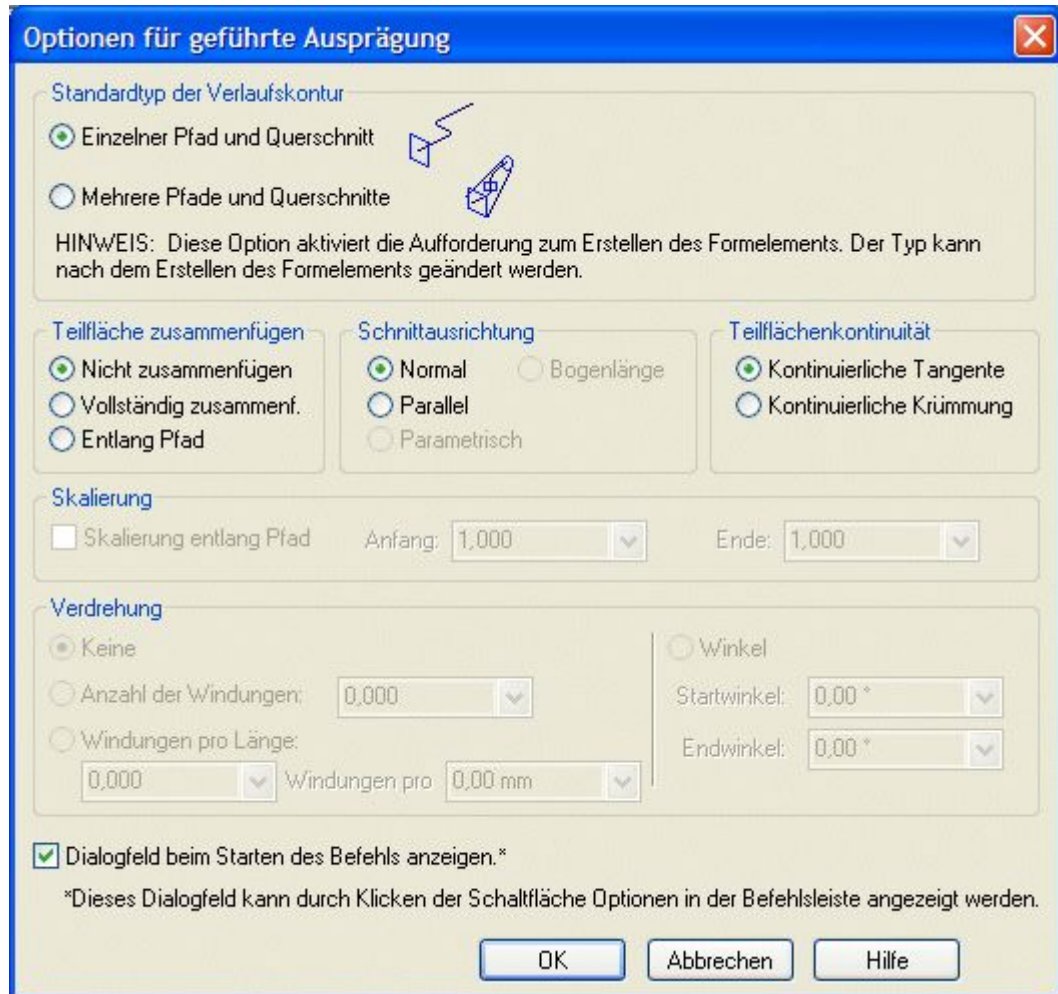 Optionen für geführte Ausprägung
Standardtyp der Verlaufskontur
Einzelner Pfad und Querschnitt
Mehrere Pfade und Querschnitte
HINWEIS: Diese Option aktiviert die Aufforderung zum Erstellen des Formelements. Der Typ kann
nach dem Erstellen des Formelements geändert werden.
Teilfläche zusammenfügen
Nicht zusammenfügen
Vollständig zusammenf.
Entlang Pfad
Schnittausrichtung
Normal
Bogenlänge
Parallel
Parametrisch
Teilflächenkontinuität
Kontinuierliche Tangente
Kontinuierliche Krümmung
Skalierung
Skalierung entlang Pfad
Anfang: 1,000
Ende: 1,000
Verdrehung
Keine
Anzahl der Windungen: 0,000
Windungen pro Länge:
0,000 Windungen pro 0,00 mm
Winkel
Startwinkel: 0,00 °
Endwinkel: 0,00 °
Dialogfeld beim Starten des Befehls anzeigen.*
*Dieses Dialogfeld kann durch Klicken der Schaltfläche Optionen in der Befehlsleiste angezeigt werden.
OK
Abbrechen
Hilfe